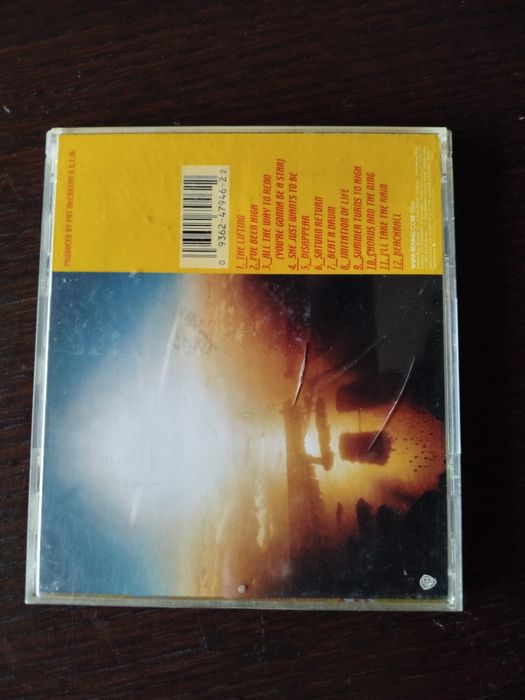 PRODUCED BY PAT McCARTHY & R.E.M.
0 9362-47946-2 2
1. THE LIFTING
2. I'VE BEEN HIGH
3. ALL THE WAY TO RENO
(YOU'RE GONNA BE A STAR)
4. SHE JUST WANTS TO BE
5. DISAPPEAR
6. SATURN RETURN
7. BEAT A DRUM
8. IMITATION OF LIFE
9. SUMMER TURNS TO HIGH
10. CHORUS AND THE RING
11. I'LL TAKE THE RAIN
12. BEACHBALL
WWW.REMHQ.COM